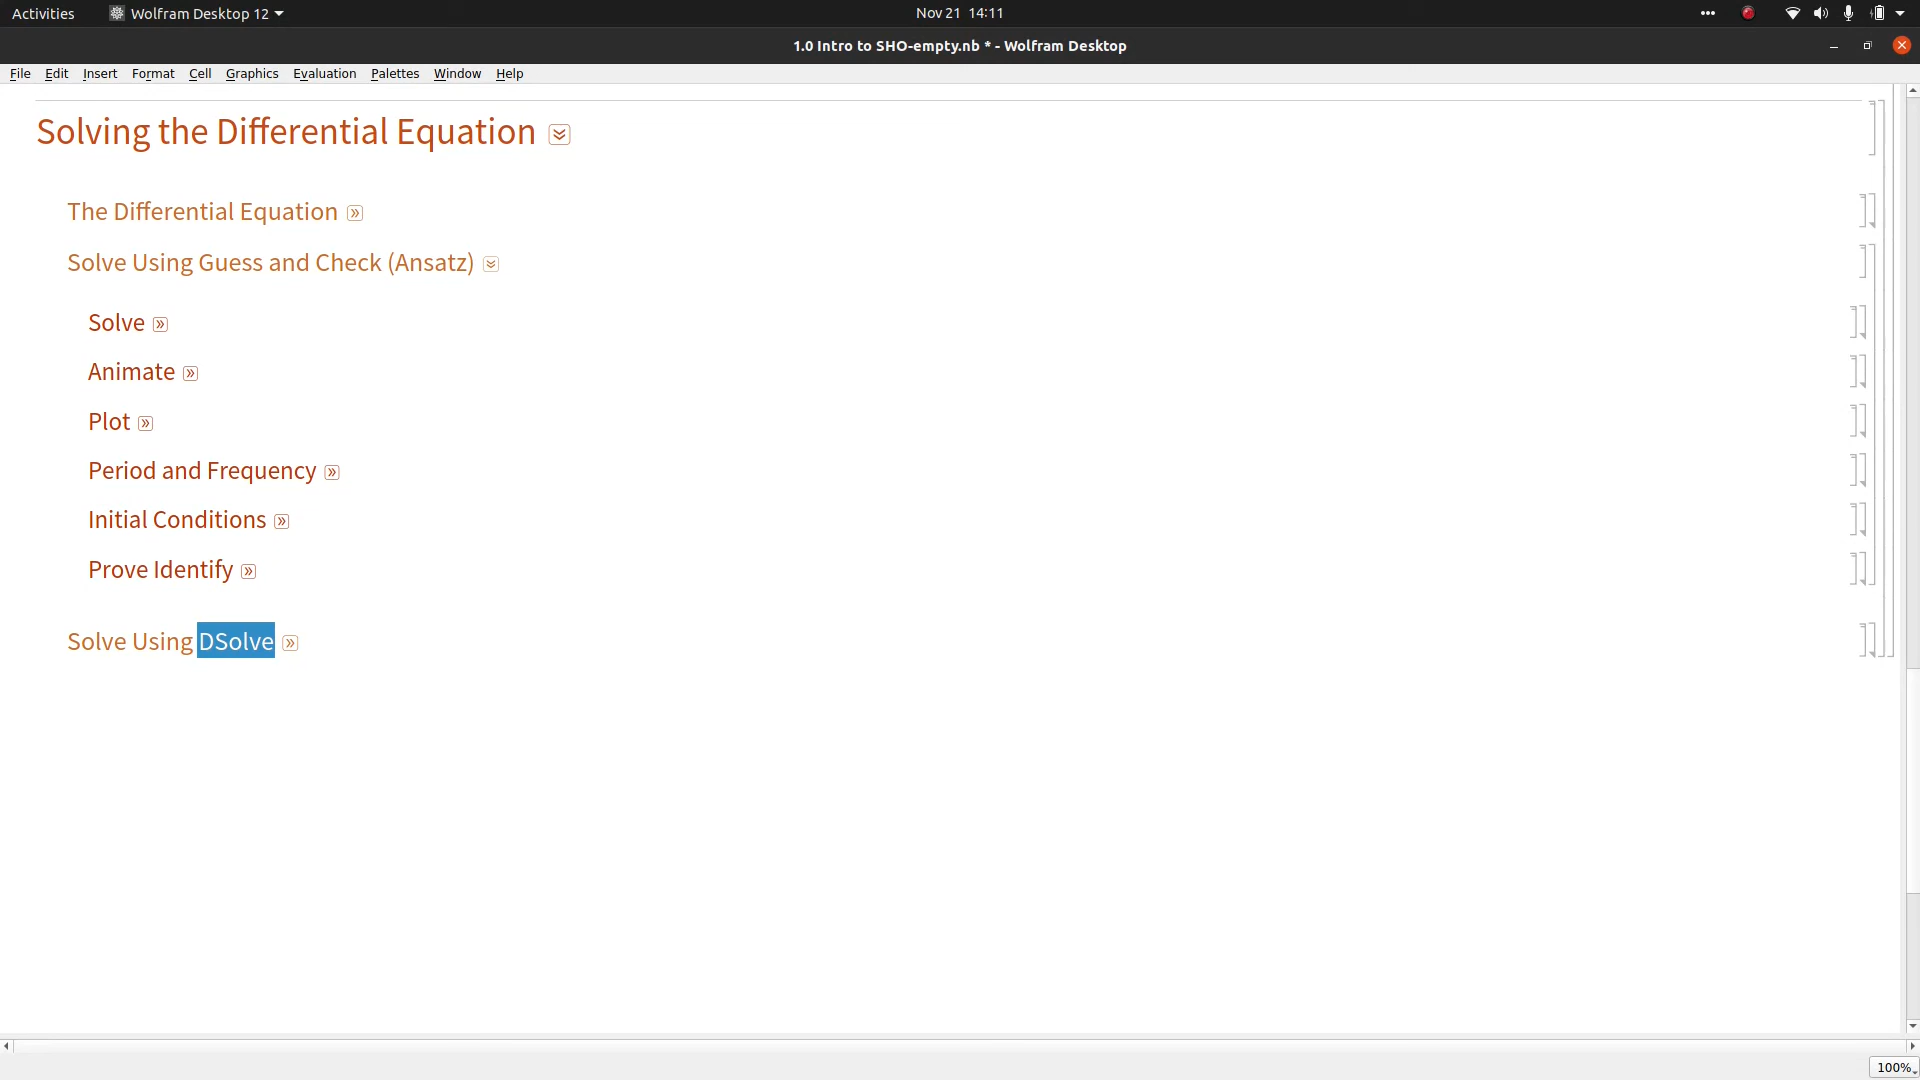 Activities Wolfram Desktop 12 Nov 21 14:11
1.0 Intro to SHO-empty.nb * - Wolfram Desktop
File Edit Insert Format Cell Graphics Evaluation Palettes Window Help
Solving the Differential Equation
The Differential Equation
Solve Using Guess and Check (Ansatz)
Solve
Animate
Plot
Period and Frequency
Initial Conditions
Prove Identify
Solve Using DSolve
100%